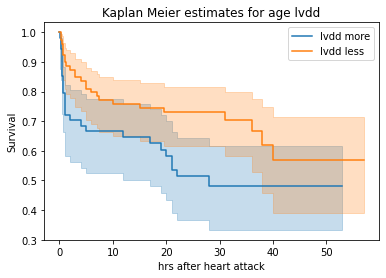 Kaplan Meier estimates for age lvdd
lvdd more
lvdd less
Survival
1.0
0.9
0.8
0.7
0.6
0.5
0.4
0.3
0
10
20
30
40
50
hrs after heart attack